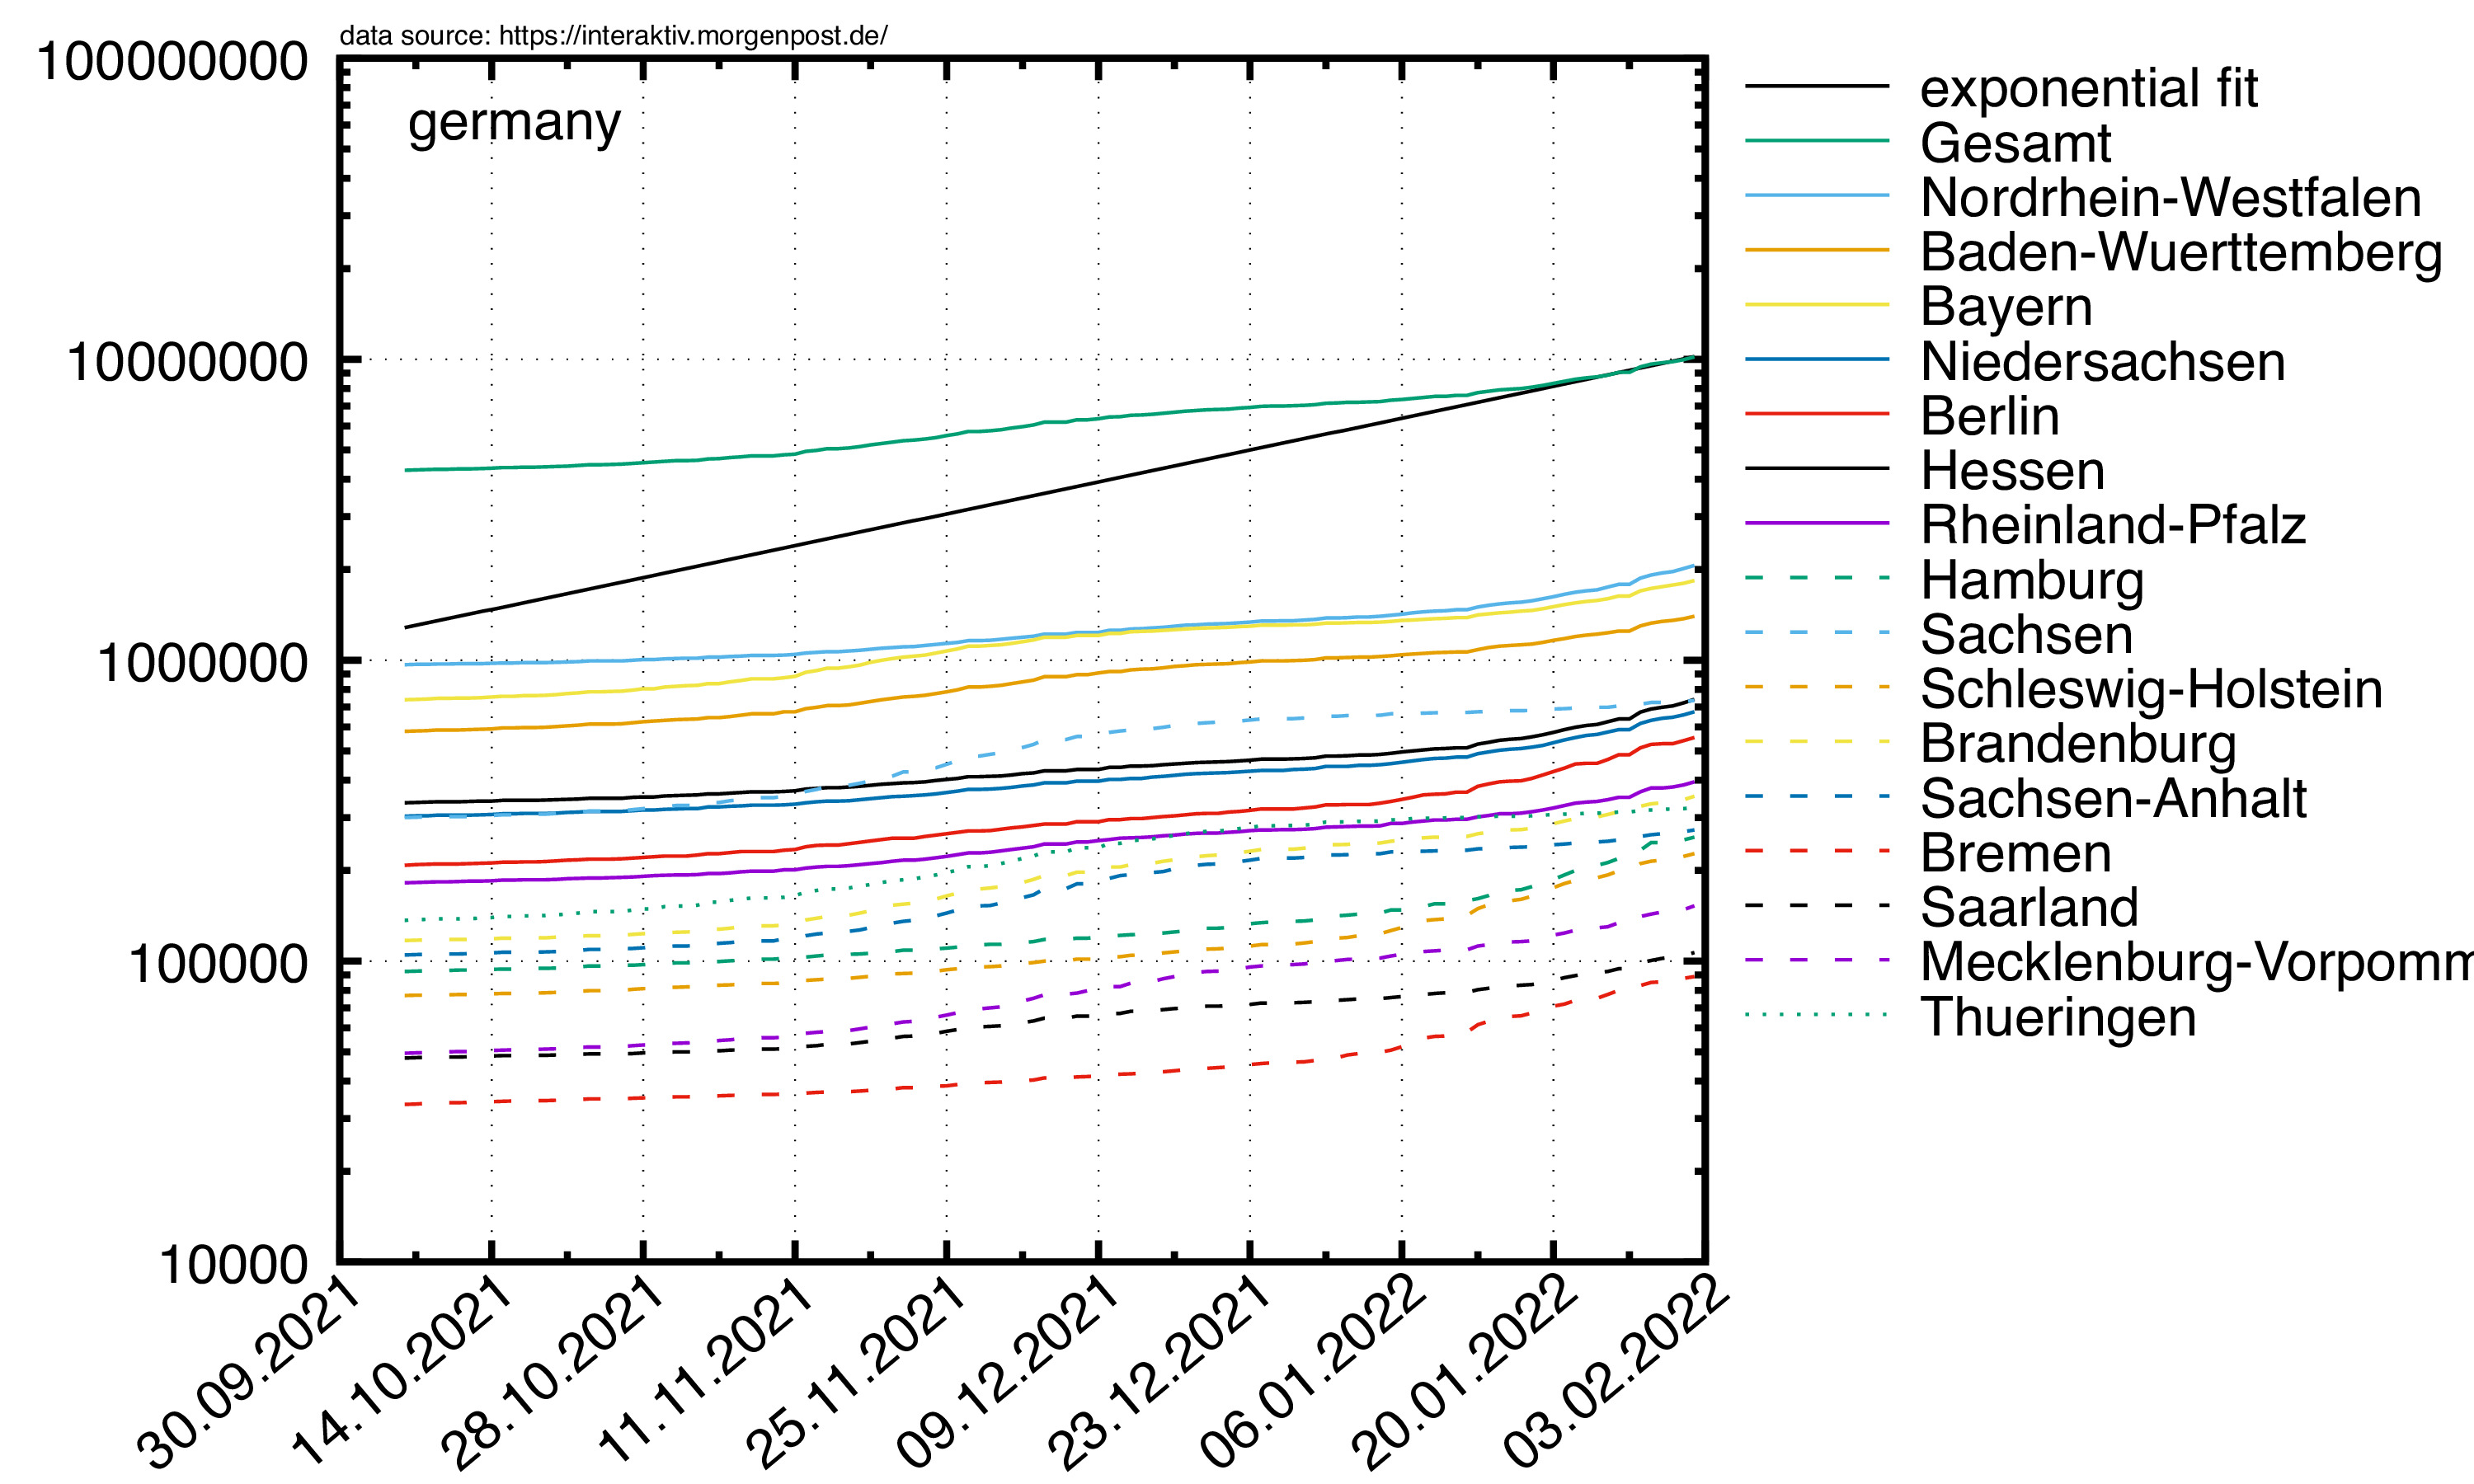 data source: https://interaktiv.morgenpost.de/
100000000
10000000
1000000
100000
10000
germany
exponential fit
Gesamt
Nordrhein-Westfalen
Baden-Wuerttemberg
Bayern
Niedersachsen
Berlin
Hessen
Rheinland-Pfalz
Hamburg
Sachsen
Schleswig-Holstein
Brandenburg
Sachsen-Anhalt
Bremen
Saarland
Mecklenburg-Vorpomm
Thueringen
30.09.2021
14.10.2021
28.10.2021
11.11.2021
25.11.2021
09.12.2021
23.12.2021
06.01.2022
20.01.2022
03.02.2022